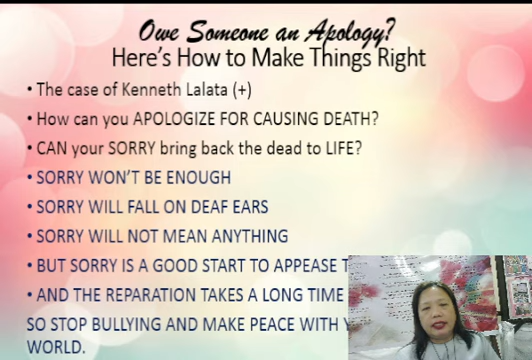 Owe Someone an Apology?
Here's How to Make Things Right
• The case of Kenneth Lalata (+)
• How can you APOLOGIZE FOR CAUSING DEATH?
• CAN your SORRY bring back the dead to LIFE?
• SORRY WON'T BE ENOUGH
• SORRY WILL FALL ON DEAF EARS
• SORRY WILL NOT MEAN ANYTHING
• BUT SORRY IS A GOOD START TO APPEASE
• AND THE REPARATION TAKES A LONG TIME
SO STOP BULLYING AND MAKE PEACE WITH
WORLD.